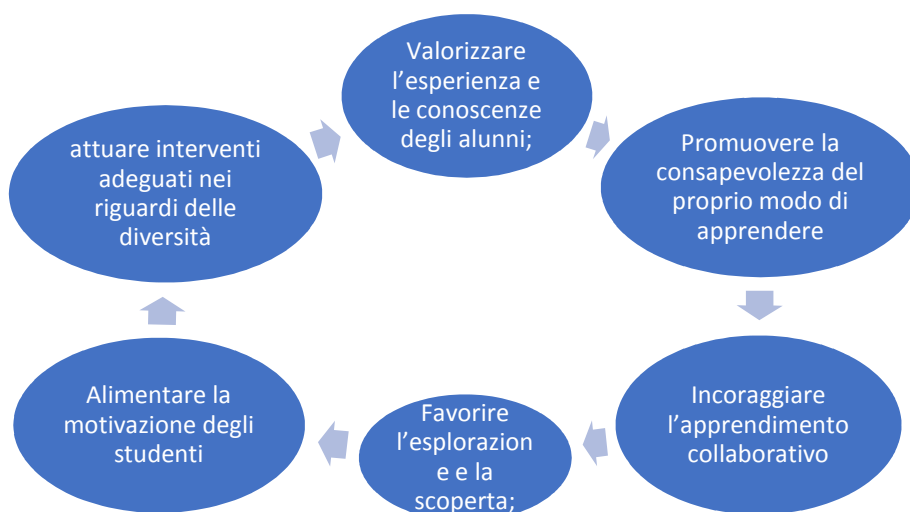 Valorizzare
l’esperienza e
le conoscenze
degli alunni;
Promuovere la
consapevolezza del
proprio modo di
apprendere
Incoraggiare
l’apprendimento
collaborativo
Favorire
l’esplorazion
e e la
scoperta;
Alimentare la
motivazione degli
studenti
attuare interventi
adeguati nei
riguardi delle
diversità